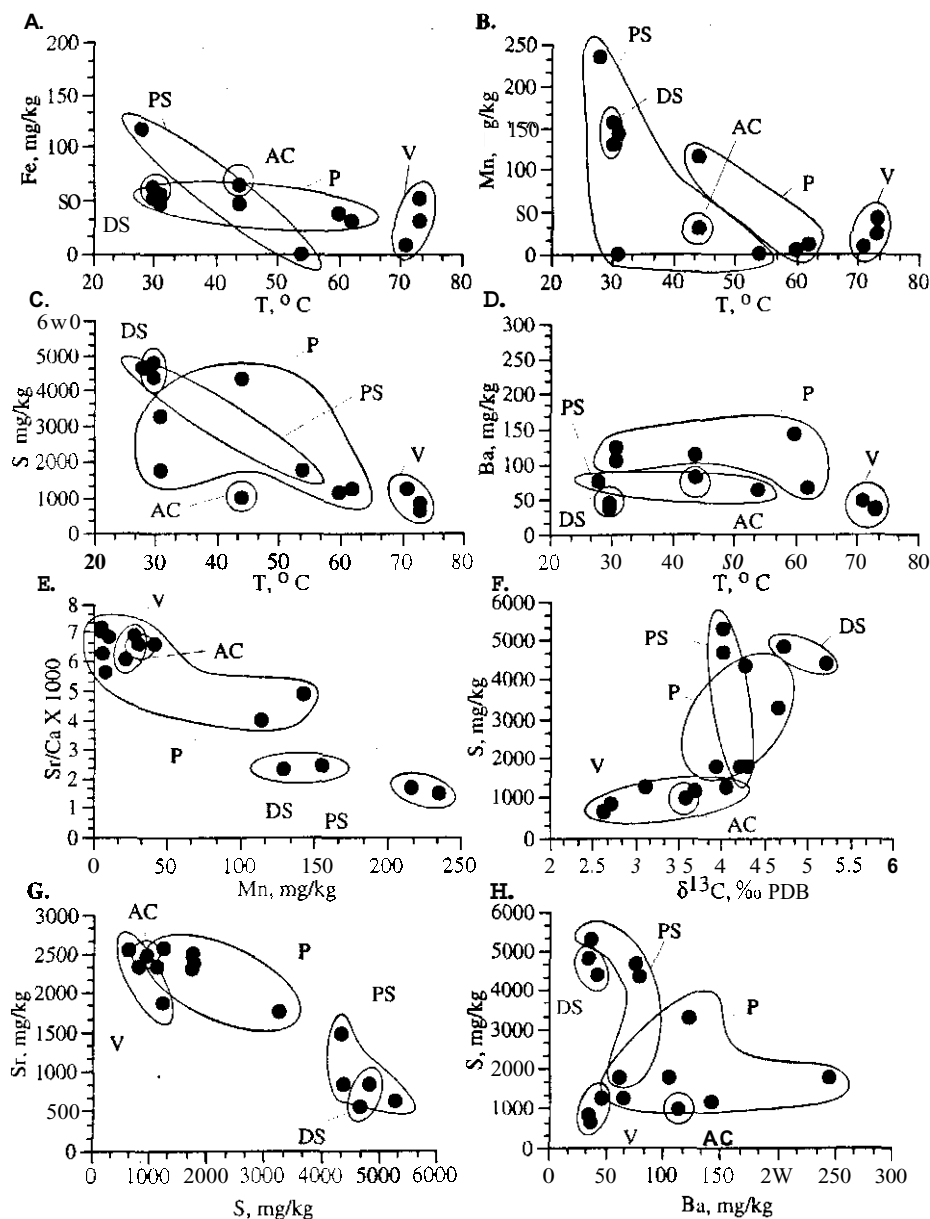 A.
200
150
100
50
0
Fe, mg/kg
PS
AC
P
V
DS
20 30 40 50 60 70 80
T, ° C
B.
250
200
150
100
50
0
Mn, g/kg
PS
DS
AC
P
V
20 30 40 50 60 70 80
T, ° C
C.
6w0
5000
4000
3000
2000
1000
0
S mg/kg
DS
P
PS
V
AC
20 30 40 50 60 70 80
T, ° C
D.
300
250
200
150
100
50
0
Ba, mg/kg
PS
P
V
DS
AC
20 30 40 50 60 70 80
T, ° C
E.
8
7
6
5
4
3
2
1
0
Sr/Ca X 1000
V
AC
P
DS
PS
0 50 100 150 200 250
Mn, mg/kg
F.
6000
5000
4000
3000
2000
1000
0
S, mg/kg
PS
DS
P
V
AC
2 2.5 3 3.5 4 4.5 5 5.5 6
δ13C, ‰ PDB
G.
3000
2500
2000
1500
1000
500
0
Sr. mg/kg
AC
P
PS
V
DS
0 1000 2000 3000 4000 5000 6000
S, mg/kg
H.
6000
5000
4000
3000
2000
1000
0
S, mg/kg
PS
DS
P
V
AC
0 50 100 150 2W 250 300
Ba, mg/kg